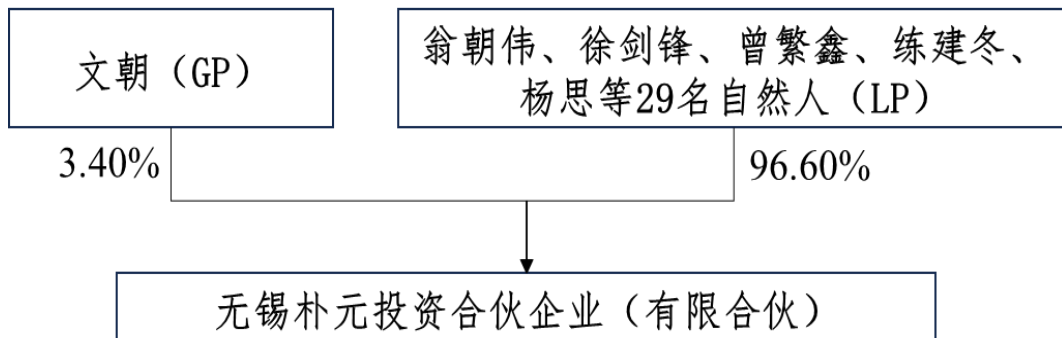 文朝（GP）
翁朝伟、徐剑锋、曾繁鑫、练建冬、
杨思等29名自然人（LP）
3.40%
96.60%
无锡朴元投资合伙企业（有限合伙）